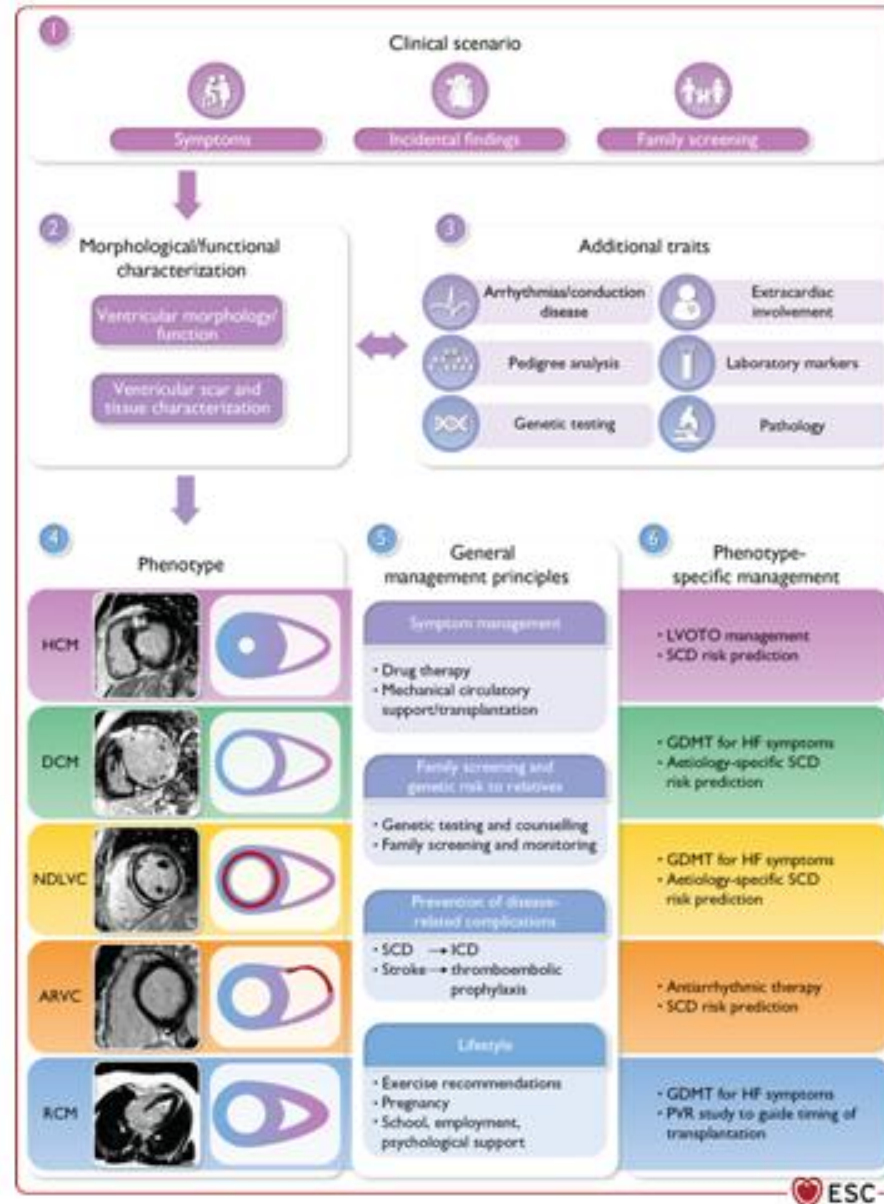 1
Clinical scenario
Symptoms
Incidental findings
Family screening
2
Morphological/functional
characterization
Ventricular morphology/
function
Ventricular scar and
tissue characterization
3
Additional traits
Arrhythmias/conduction
disease
Extracardiac
involvement
Pedigree analysis
Laboratory markers
Genetic testing
Pathology
4
Phenotype
HCM
DCM
NDLVC
ARVC
RCM
5
General
management principles
Symptom management
• Drug therapy
• Mechanical circulatory
support/transplantation
Family screening and
genetic risk to relatives
• Genetic testing and counselling
• Family screening and monitoring
Prevention of disease-
related complications
• SCD → ICD
• Stroke → thromboembolic
prophylaxis
Lifestyle
• Exercise recommendations
• Pregnancy
• School, employment,
psychological support
6
Phenotype-
specific management
• LVOTO management
• SCD risk prediction
• GDMT for HF symptoms
• Aetiology-specific SCD
risk prediction
• GDMT for HF symptoms
• Aetiology-specific SCD
risk prediction
• Antiarrhythmic therapy
• SCD risk prediction
• GDMT for HF symptoms
• PVR study to guide timing of
transplantation
ESC